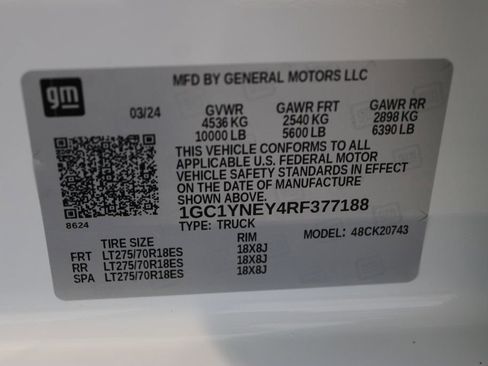 gm
MFD BY GENERAL MOTORS LLC
03/24 GVWR GAWR FRT GAWR RR
4536 KG 2540 KG 2898 KG
10000 LB 5600 LB 6390 LB
THIS VEHICLE CONFORMS TO ALL
APPLICABLE U.S. FEDERAL MOTOR
VEHICLE SAFETY STANDARDS IN EFFECT
ON THE DATE OF MANUFACTURE
SHOWN ABOVE.
8624 1GC1YNEY4RF377188
TYPE: TRUCK MODEL: 48CK20743
TIRE SIZE RIM
FRT LT275/70R18ES 18X8J
RR LT275/70R18ES 18X8J
SPA LT275/70R18ES 18X8J